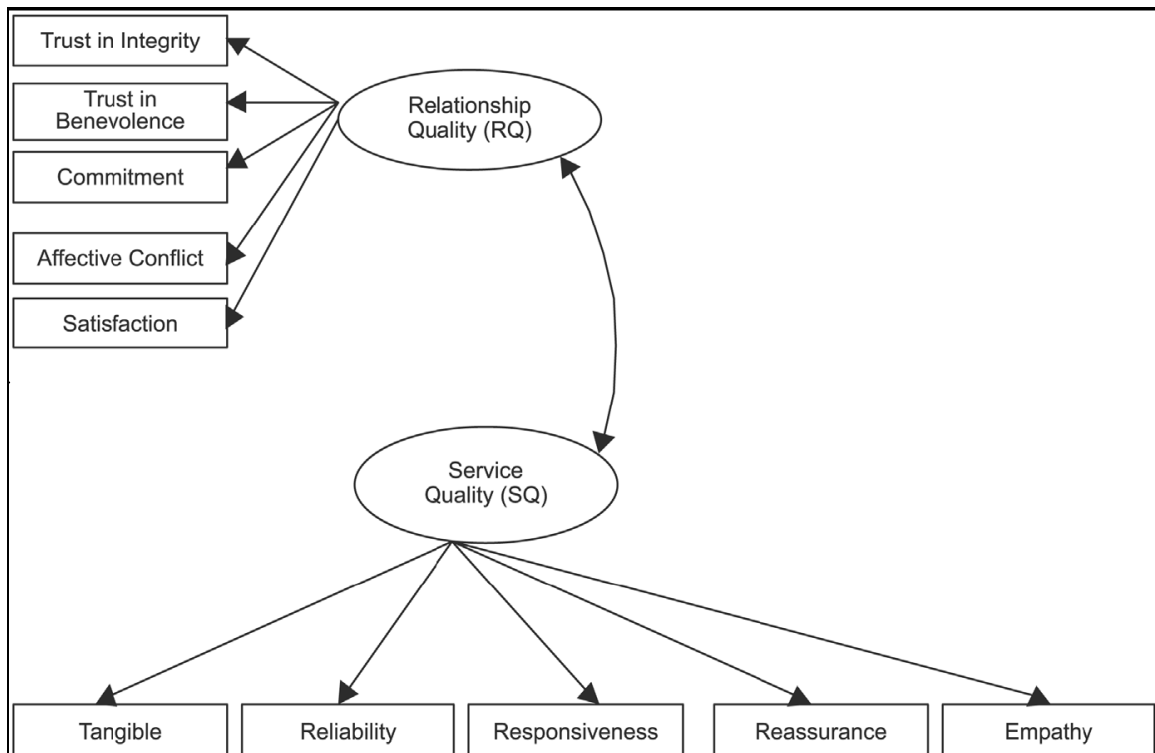 Trust in Integrity
Trust in
Benevolence
Commitment
Affective Conflict
Satisfaction
Relationship
Quality (RQ)
Service
Quality (SQ)
Tangible
Reliability
Responsiveness
Reassurance
Empathy